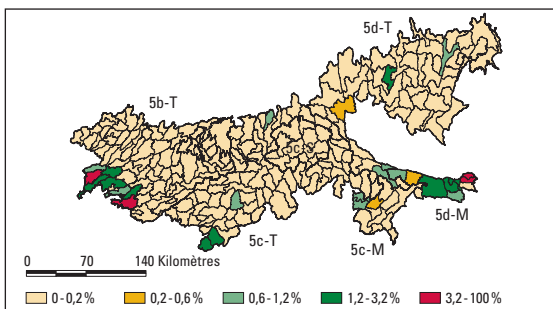 5d-T
5b-T
5d-M
5c-T
5c-M
0 70 140 Kilomètres
0 - 0,2 % 0,2 - 0,6 % 0,6 - 1,2 % 1,2 - 3,2 % 3,2 - 100 %